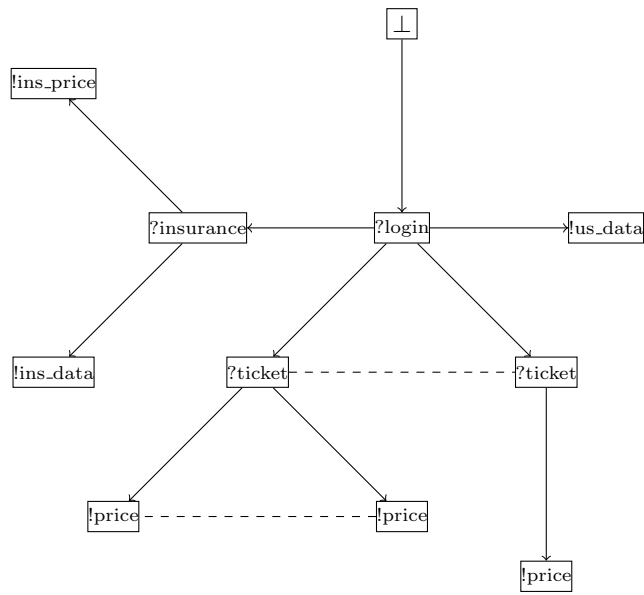 ⊥
!ins_price
?insurance
?login
!us_data
!ins_data
?ticket
?ticket
!price
!price
!price